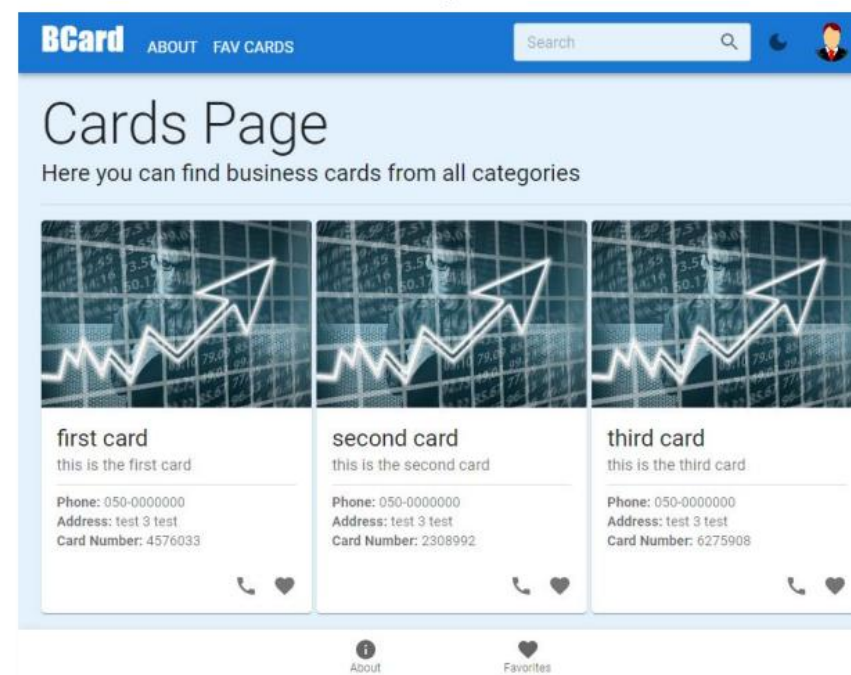 BCard ABOUT FAV CARDS Search
Cards Page
Here you can find business cards from all categories
first card
this is the first card
Phone: 050-0000000
Address: test 3 test
Card Number: 4576033
second card
this is the second card
Phone: 050-0000000
Address: test 3 test
Card Number: 2308992
third card
this is the third card
Phone: 050-0000000
Address: test 3 test
Card Number: 6275908
About
Favorites